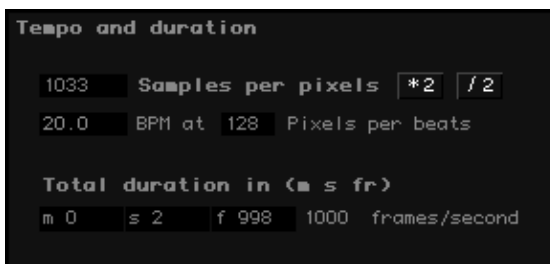 Tempo and duration
1033 Samples per pixels *2 /2
20.0 BPM at 128 Pixels per beats
Total duration in (m s fr)
m 0 s 2 f 998 1000 frames/second